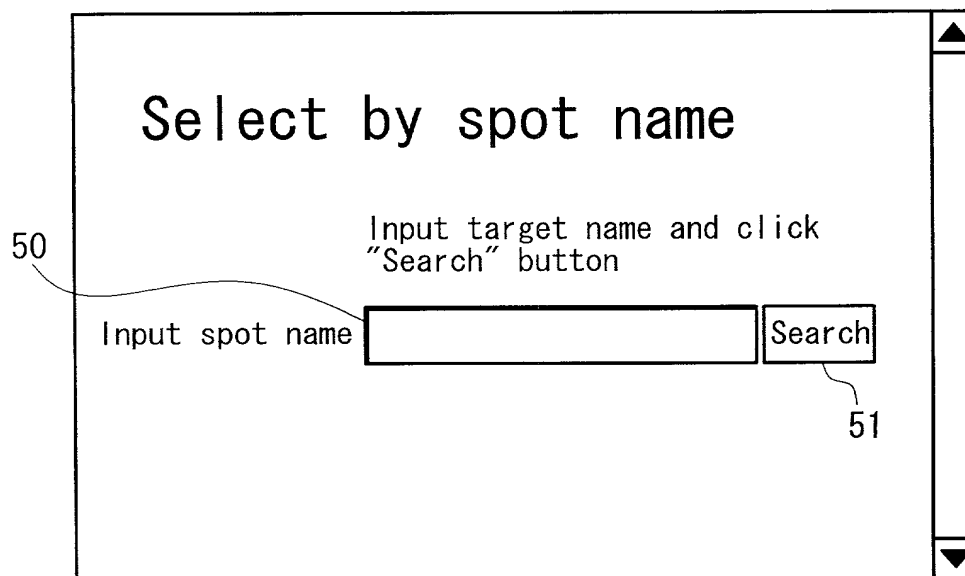 Select by spot name
Input target name and click
"Search" button
50
Input spot name
Search
51